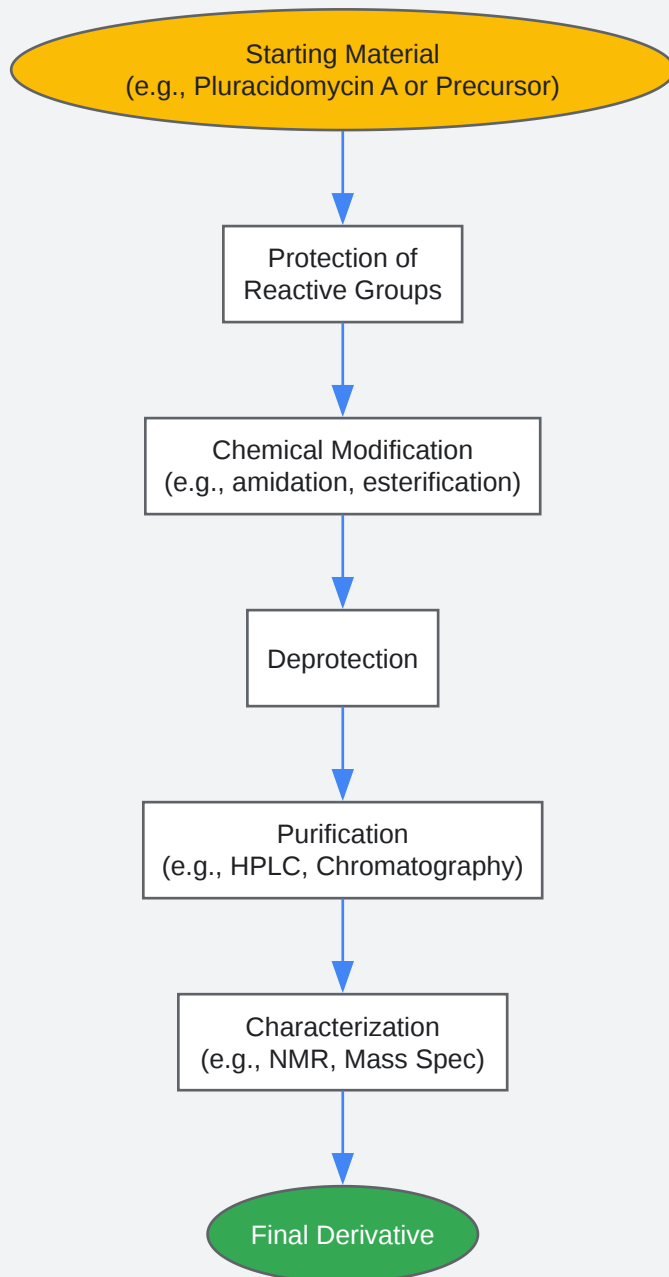 Starting Material
(e.g., Pluracidomycin A or Precursor)
Protection of
Reactive Groups
Chemical Modification
(e.g., amidation, esterification)
Deprotection
Purification
(e.g., HPLC, Chromatography)
Characterization
(e.g., NMR, Mass Spec)
Final Derivative